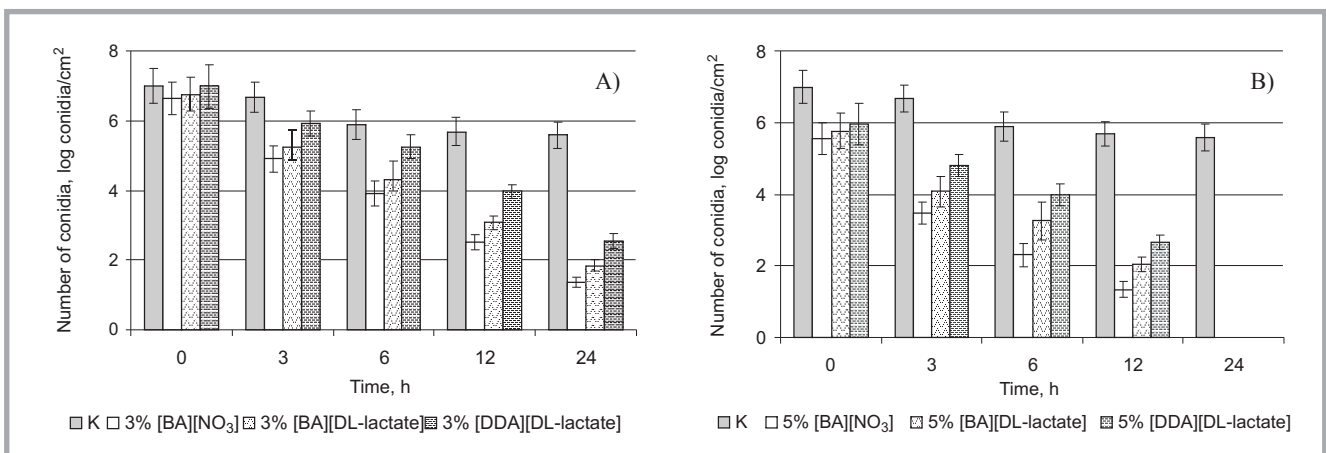 Number of conidia, log conidia/cm²
8
6
4
2
0
A)
0 3 6 12 24
Time, h
K 3% [BA][NO₃] 3% [BA][DL-lactate] 3% [DDA][DL-lactate]
Number of conidia, log conidia/cm²
8
6
4
2
0
B)
0 3 6 12 24
Time, h
K 5% [BA][NO₃] 5% [BA][DL-lactate] 5% [DDA][DL-lactate]